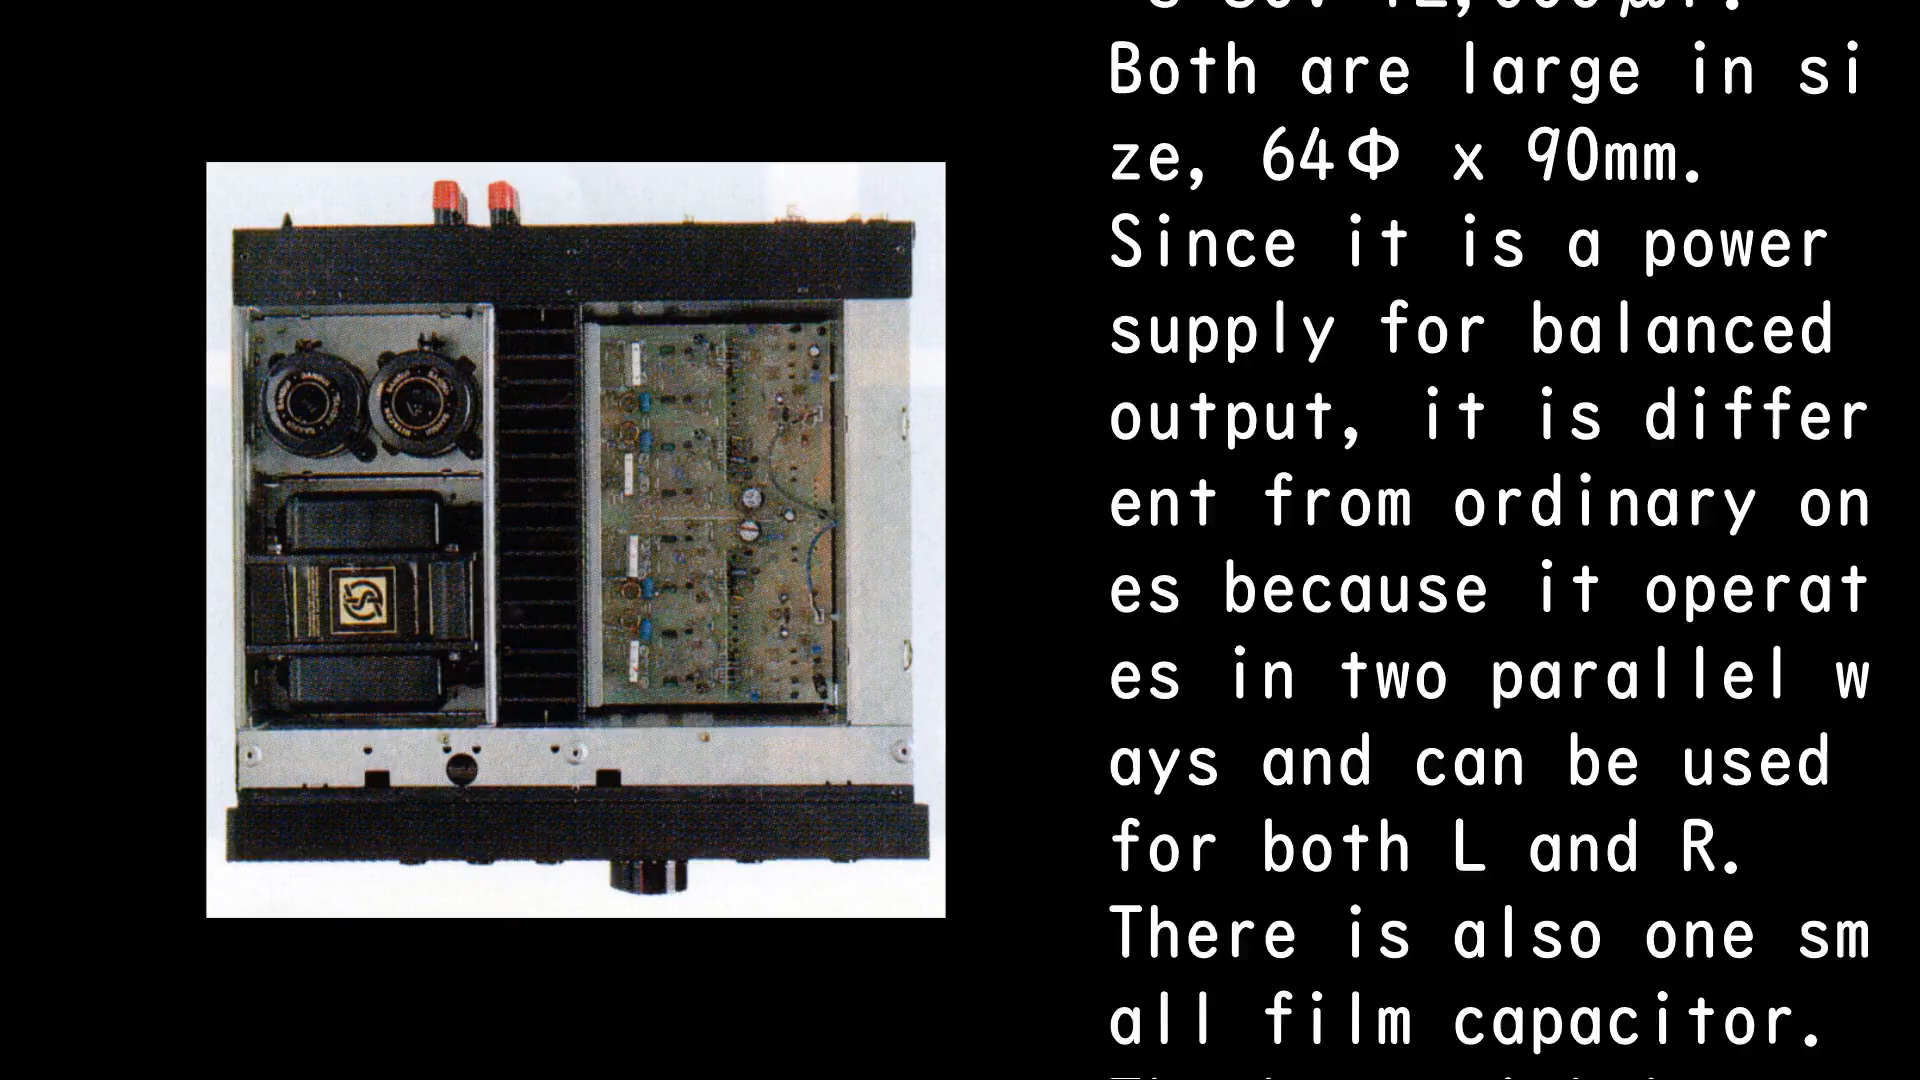 Both are large in si
ze, 64Φ x 90mm.
Since it is a power
supply for balanced
output, it is differ
ent from ordinary on
es because it operat
es in two parallel w
ays and can be used
for both L and R.
There is also one sm
all film capacitor.